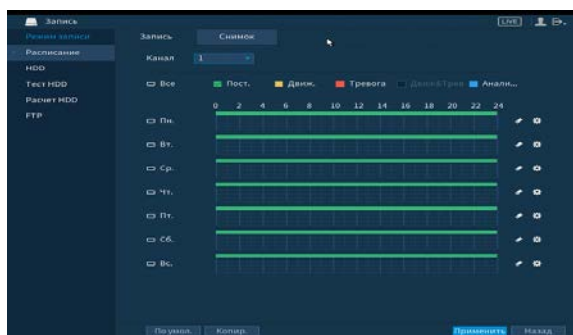 Запись LIVE
Режим записи
Расписание
HDD
Тест HDD
Расчет HDD
FTP
Запись Снимок
Канал 1
Все Пост. Движ. Тревога Движ&Трев Анали...
0 2 4 6 8 10 12 14 16 18 20 22 24
Пн.
Вт.
Ср.
Чт.
Пт.
Сб.
Вс.
По умол. Копир. Применить Назад